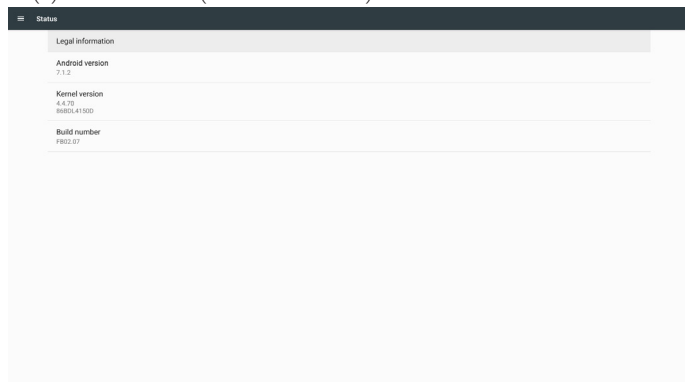 Status
Legal information
Android version
7.1.2
Kernel version
4.4.70
86BDL4150D
Build number
FB02.07